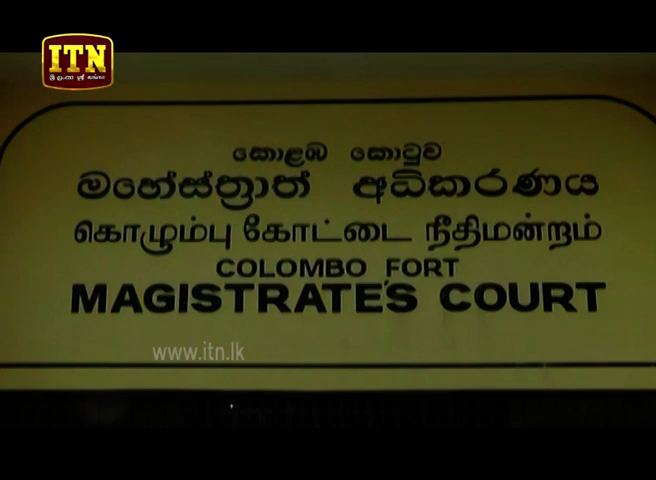 ITN
කොළඹ කොටුව
මහේස්ත්‍රාත් අධිකරණය
கொழும்பு கோட்டை நீதிமன்றம்
COLOMBO FORT
MAGISTRATE'S COURT
www.itn.lk